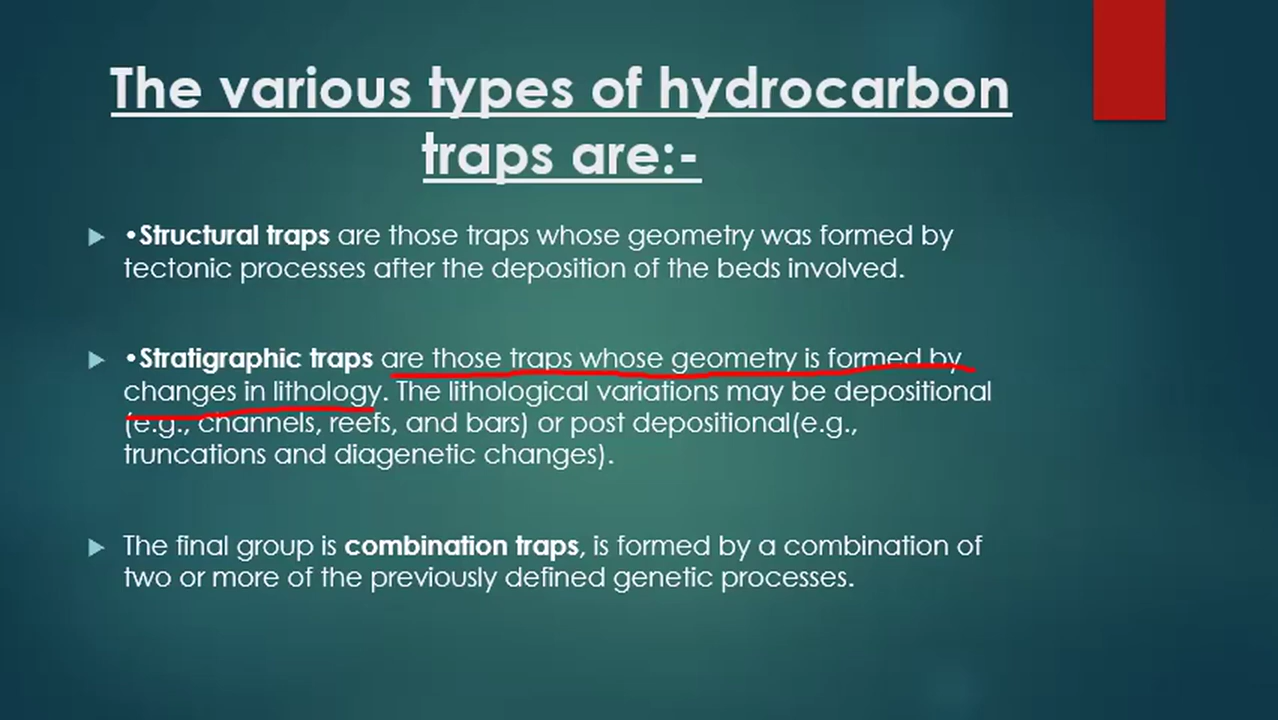 The various types of hydrocarbon
traps are:-
•Structural traps are those traps whose geometry was formed by
tectonic processes after the deposition of the beds involved.
•Stratigraphic traps are those traps whose geometry is formed by
changes in lithology. The lithological variations may be depositional
(e.g., channels, reefs, and bars) or post depositional(e.g.,
truncations and diagenetic changes).
The final group is combination traps, is formed by a combination of
two or more of the previously defined genetic processes.